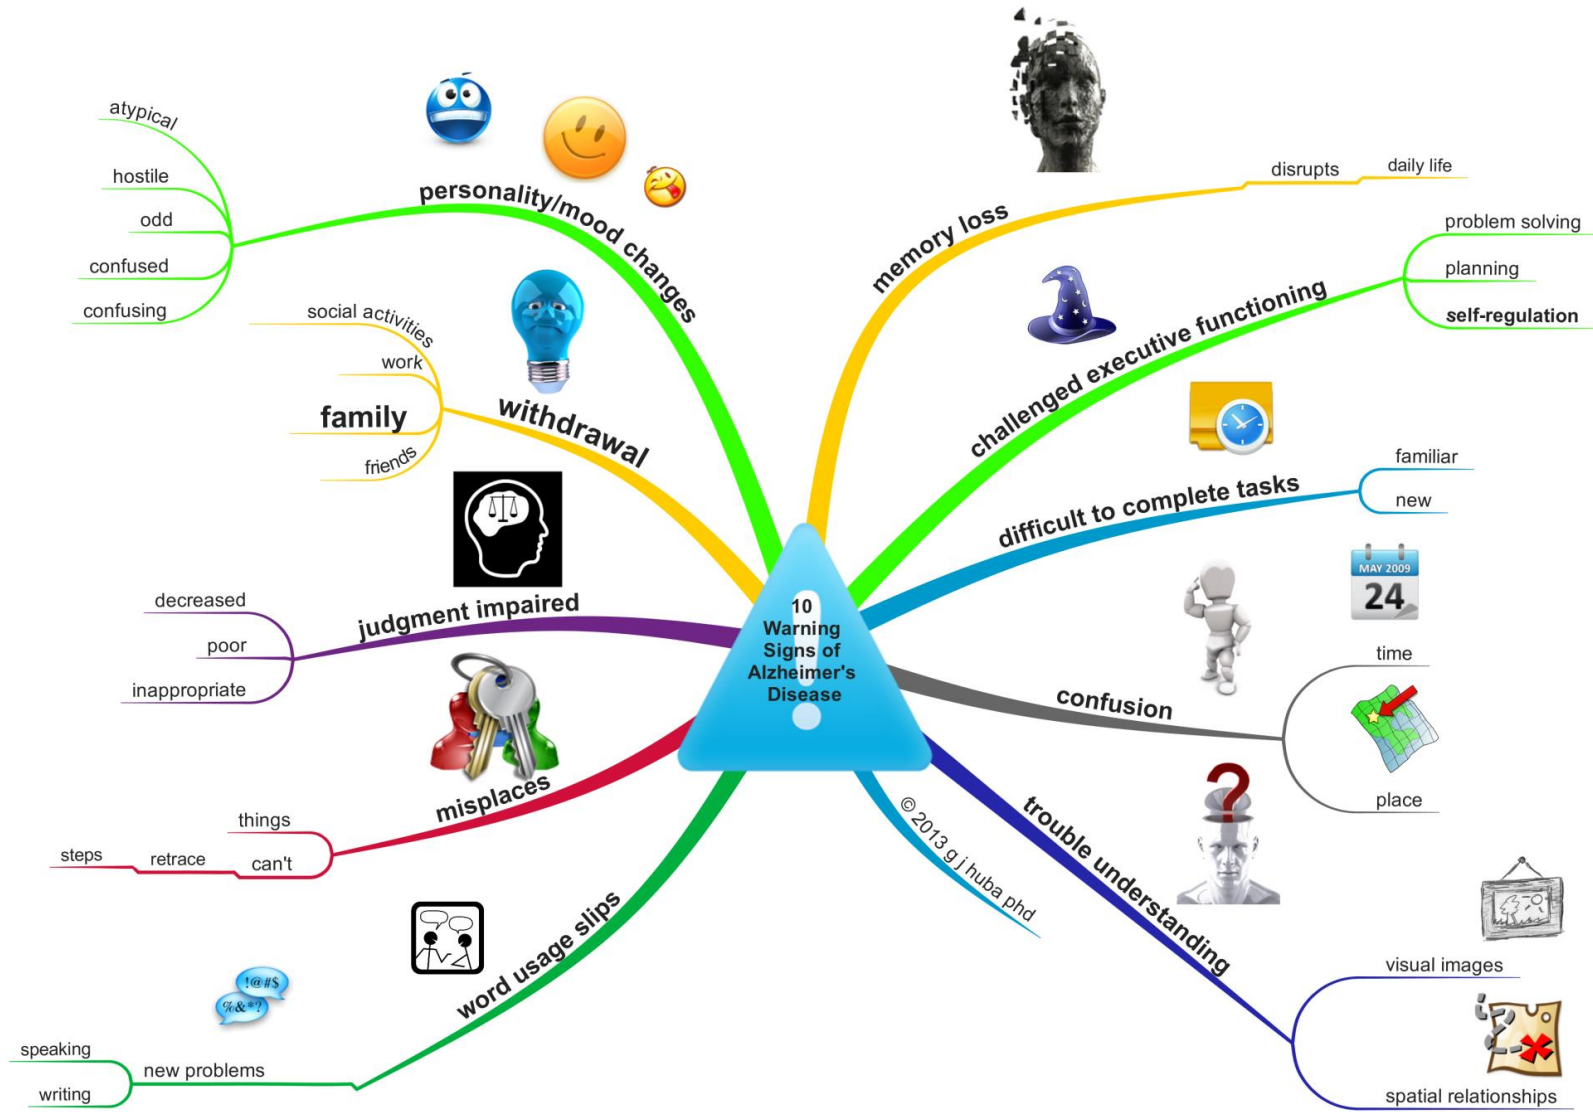 10
Warning
Signs of
Alzheimer's
Disease
memory loss
disrupts
daily life
challenged executive functioning
problem solving
planning
self-regulation
difficult to complete tasks
familiar
new
MAY 2009
24
confusion
time
place
trouble understanding
visual images
spatial relationships
© 2013 g j huba phd
word usage slips
new problems
speaking
writing
!@#$
%&*?
misplaces
things
can't
retrace
steps
judgment impaired
decreased
poor
inappropriate
withdrawal
social activities
work
family
friends
personality/mood changes
atypical
hostile
odd
confused
confusing
?